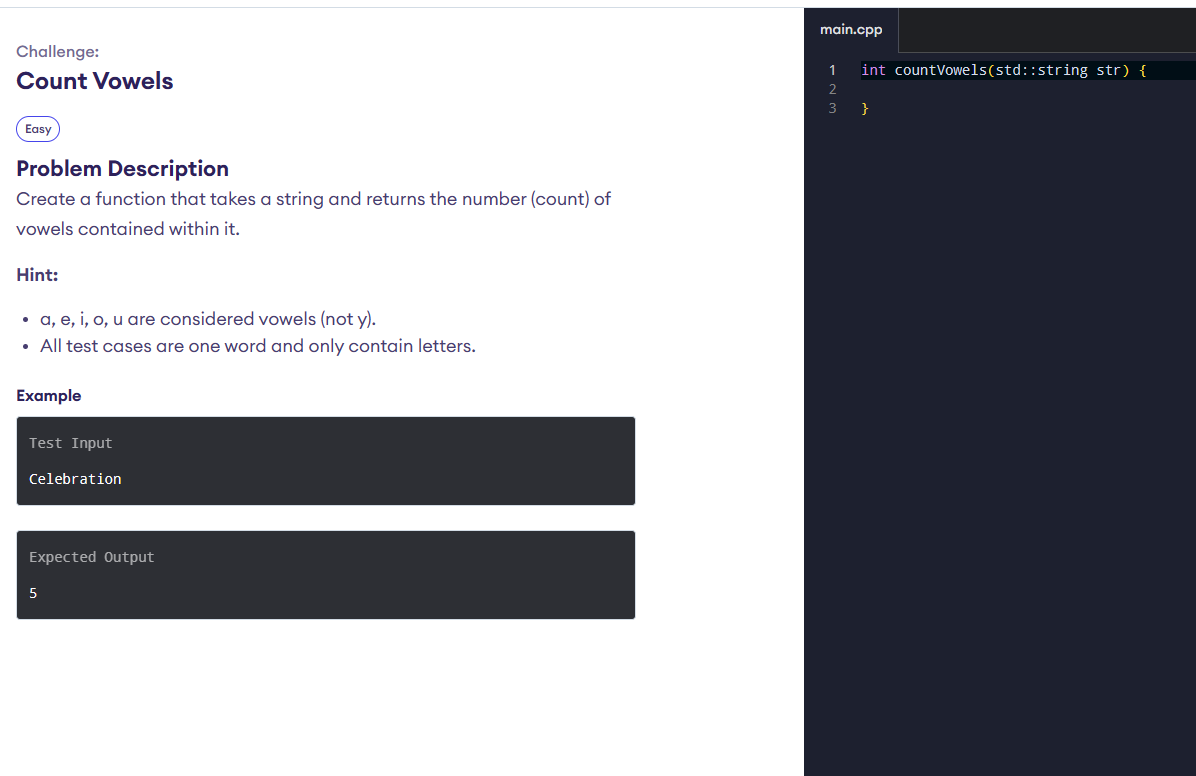 Challenge:
Count Vowels
Easy
Problem Description
Create a function that takes a string and returns the number (count) of
vowels contained within it.
Hint:
• a, e, i, o, u are considered vowels (not y).
• All test cases are one word and only contain letters.
Example
Test Input
Celebration
Expected Output
5
main.cpp
1 int countVowels(std::string str) {
2
3 }